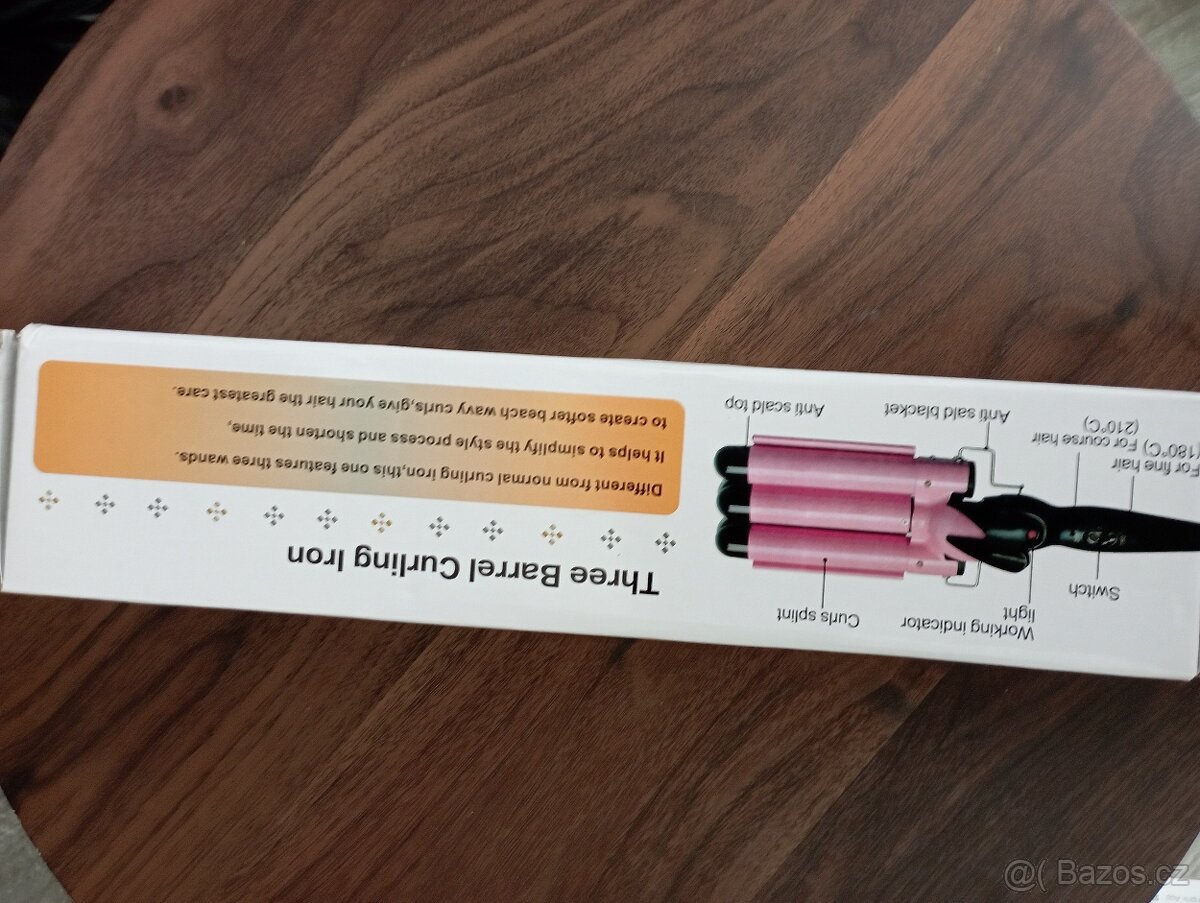 Three Barrel Curling Iron
Different from normal curling iron,this one features three wands.
It helps to simplify the style process and shorten the time,
to create softer beach wavy curls,give your hair the greatest care.
Working indicator
light
Curls splint
Switch
For fine hair
(180°C)
For course hair
(210°C)
Anti sald blacket
Anti scald top
@( Bazos.cz